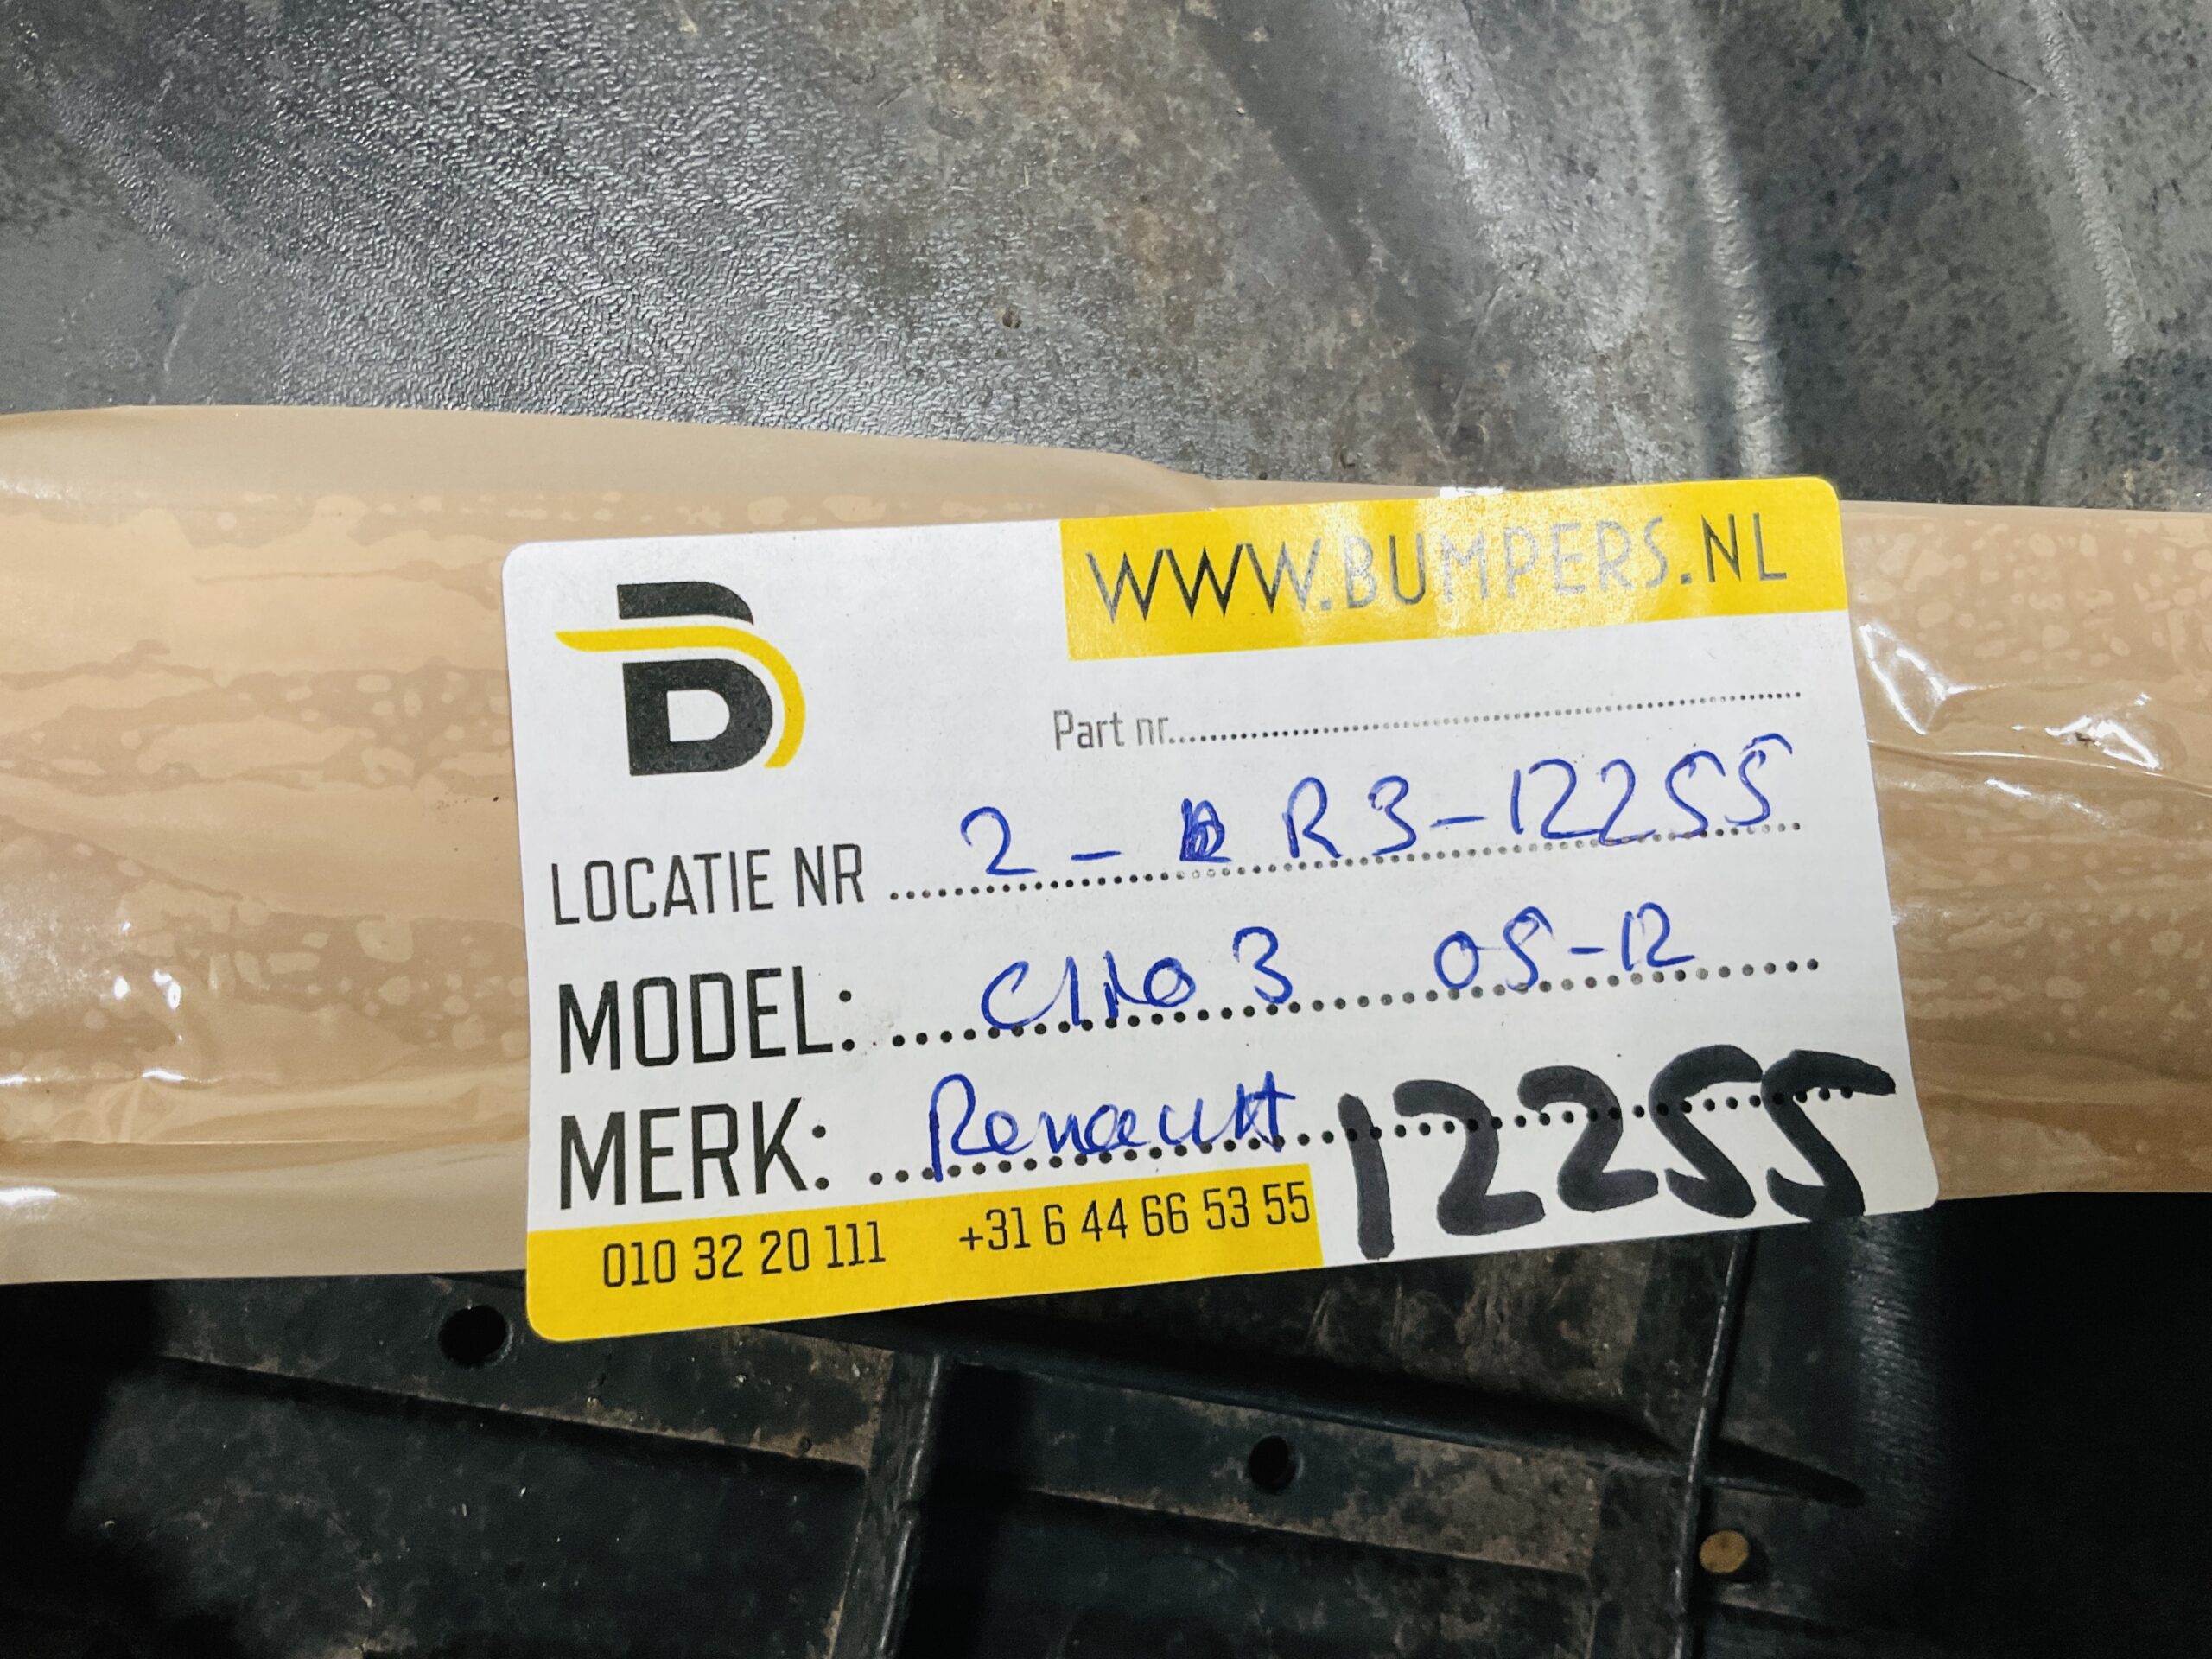 WWW.BUMPERS.NL
B
Part nr...........................
LOCATIE NR ..... 2 - R3-12255
MODEL: ..... Clio 3 05-12
MERK: ..... Renault 12255
010 32 20 111 +31 6 44 66 53 55